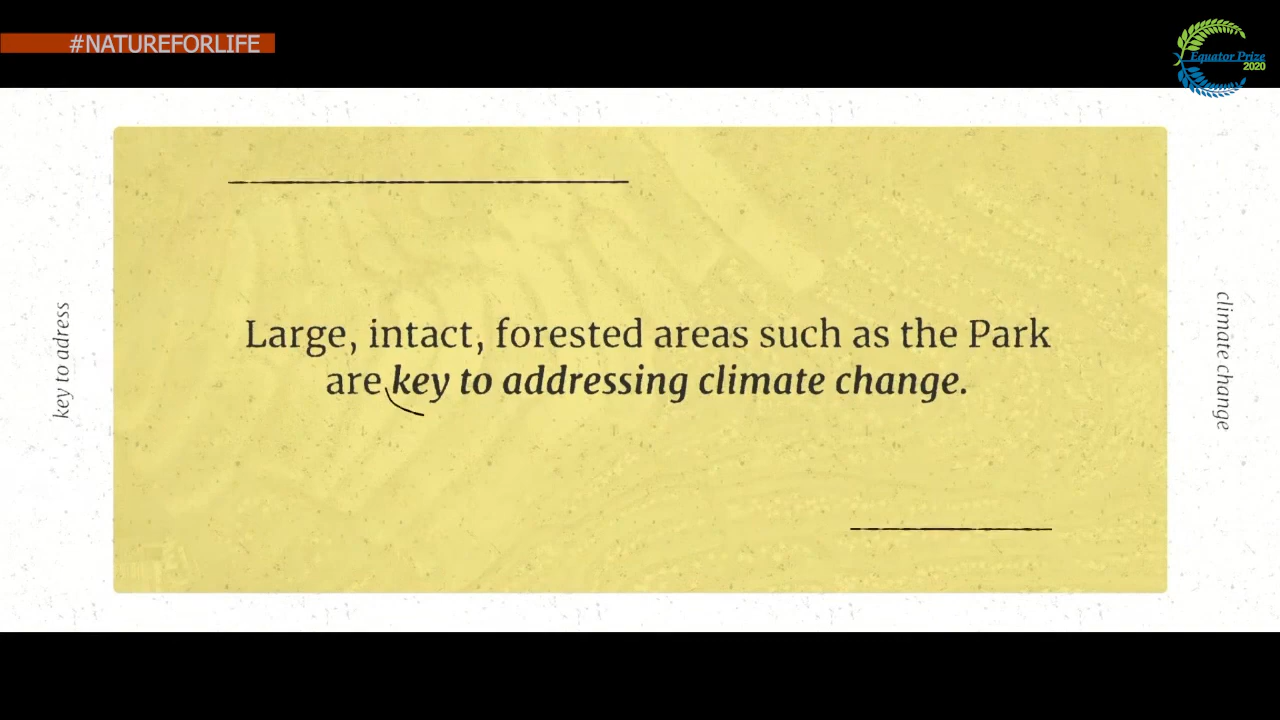 #NATUREFORLIFE
Equator Prize
2020
key to adress
Large, intact, forested areas such as the Park
are key to addressing climate change.
climate change